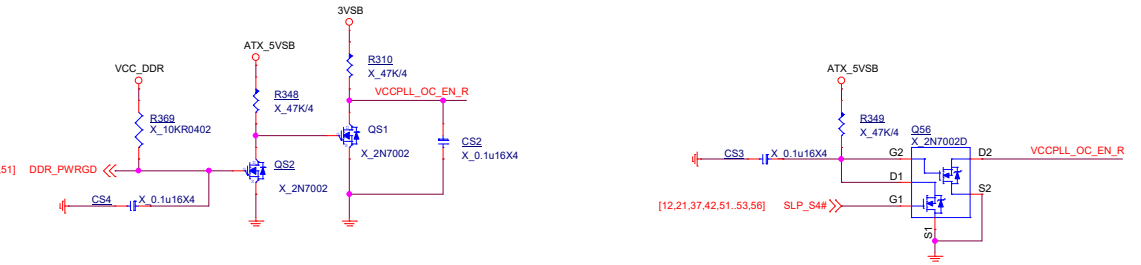 3VSB
ATX_5VSB
R310
X_47K/4
VCC_DDR
ATX_5VSB
VCCPLL_OC_EN_R
R348
X_47K/4
R369
X_10KR0402
R349
X_47K/4
QS1
CS2
X_0.1u16X4
Q56
X_2N7002D
X_2N7002
CS3
X_0.1u16X4
G2
D2
VCCPLL_OC_EN_R
51]
DDR_PWRGD
QS2
D1
X_2N7002
S2
CS4
X_0.1u16X4
[12,21,37,42,51..53,56]
SLP_S4#
G1
S1